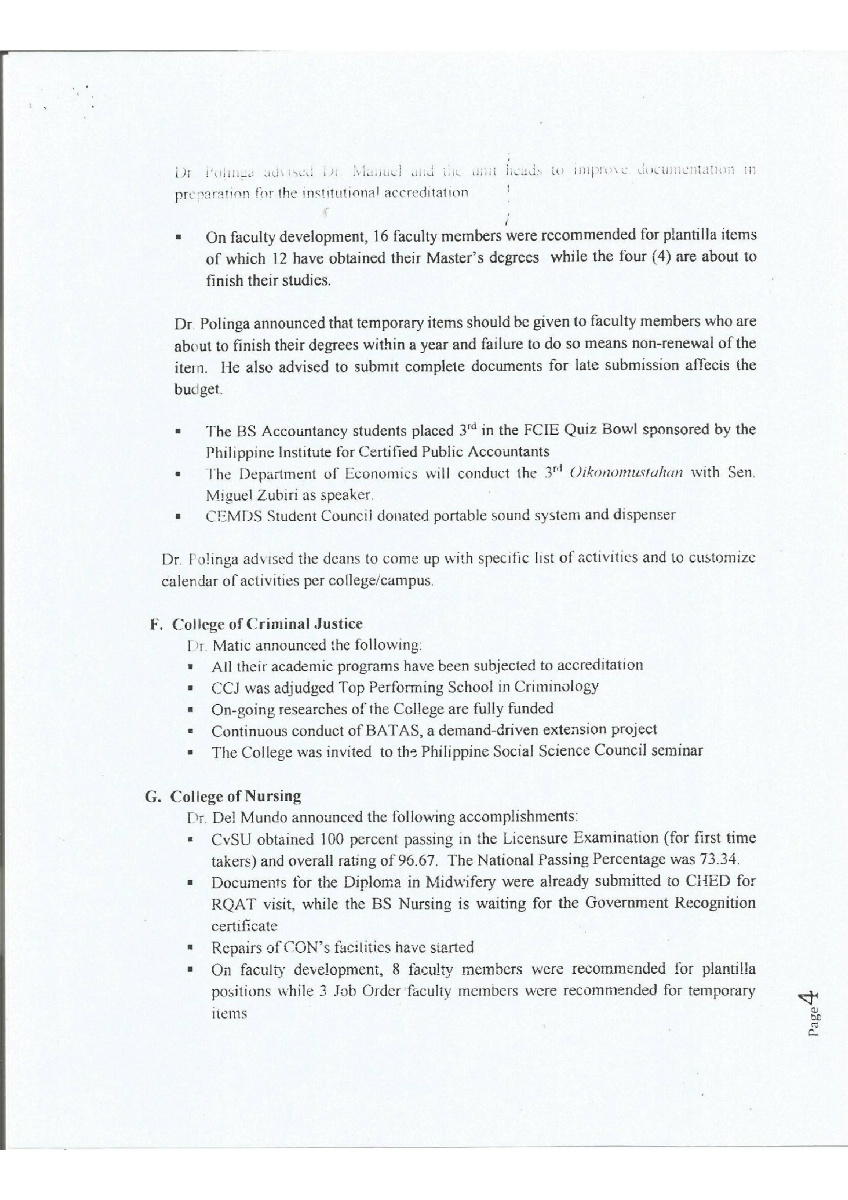 Dr. Polinga advised Dr. Manuel and the unit heads to improve documentation in
preparation for the institutional accreditation
▪ On faculty development, 16 faculty members were recommended for plantilla items
of which 12 have obtained their Master's degrees while the four (4) are about to
finish their studies.
Dr. Polinga announced that temporary items should be given to faculty members who are
about to finish their degrees within a year and failure to do so means non-renewal of the
item. He also advised to submit complete documents for late submission affects the
budget.
▪ The BS Accountancy students placed 3rd in the FCIE Quiz Bowl sponsored by the
Philippine Institute for Certified Public Accountants
▪ The Department of Economics will conduct the 3rd Oikonomustahan with Sen.
Miguel Zubiri as speaker.
▪ CEMDS Student Council donated portable sound system and dispenser
Dr. Polinga advised the deans to come up with specific list of activities and to customize
calendar of activities per college/campus.
F. College of Criminal Justice
Dr. Matic announced the following:
▪ All their academic programs have been subjected to accreditation
▪ CCJ was adjudged Top Performing School in Criminology
▪ On-going researches of the College are fully funded
▪ Continuous conduct of BATAS, a demand-driven extension project
▪ The College was invited to the Philippine Social Science Council seminar
G. College of Nursing
Dr. Del Mundo announced the following accomplishments:
▪ CvSU obtained 100 percent passing in the Licensure Examination (for first time
takers) and overall rating of 96.67. The National Passing Percentage was 73.34.
▪ Documents for the Diploma in Midwifery were already submitted to CHED for
RQAT visit, while the BS Nursing is waiting for the Government Recognition
certificate
▪ Repairs of CON's facilities have started
▪ On faculty development, 8 faculty members were recommended for plantilla
positions while 3 Job Order faculty members were recommended for temporary
items
Page 4